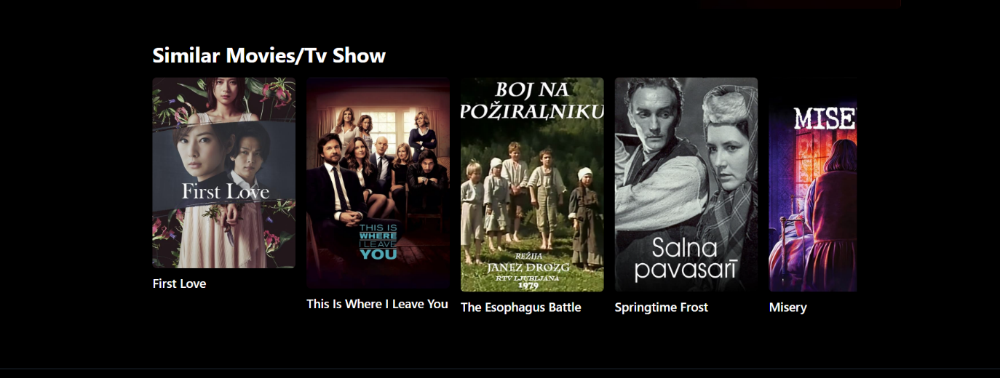 Similar Movies/Tv Show
First Love
First Love
THIS IS
WHERE
I LEAVE
YOU
This Is Where I Leave You
BOJ NA
POŽIRALNIKU
REŽIJA
JANEZ DROZG
RTV LJUBLJANA
1979
The Esophagus Battle
Salna
pavasarī
Springtime Frost
MISE
Misery